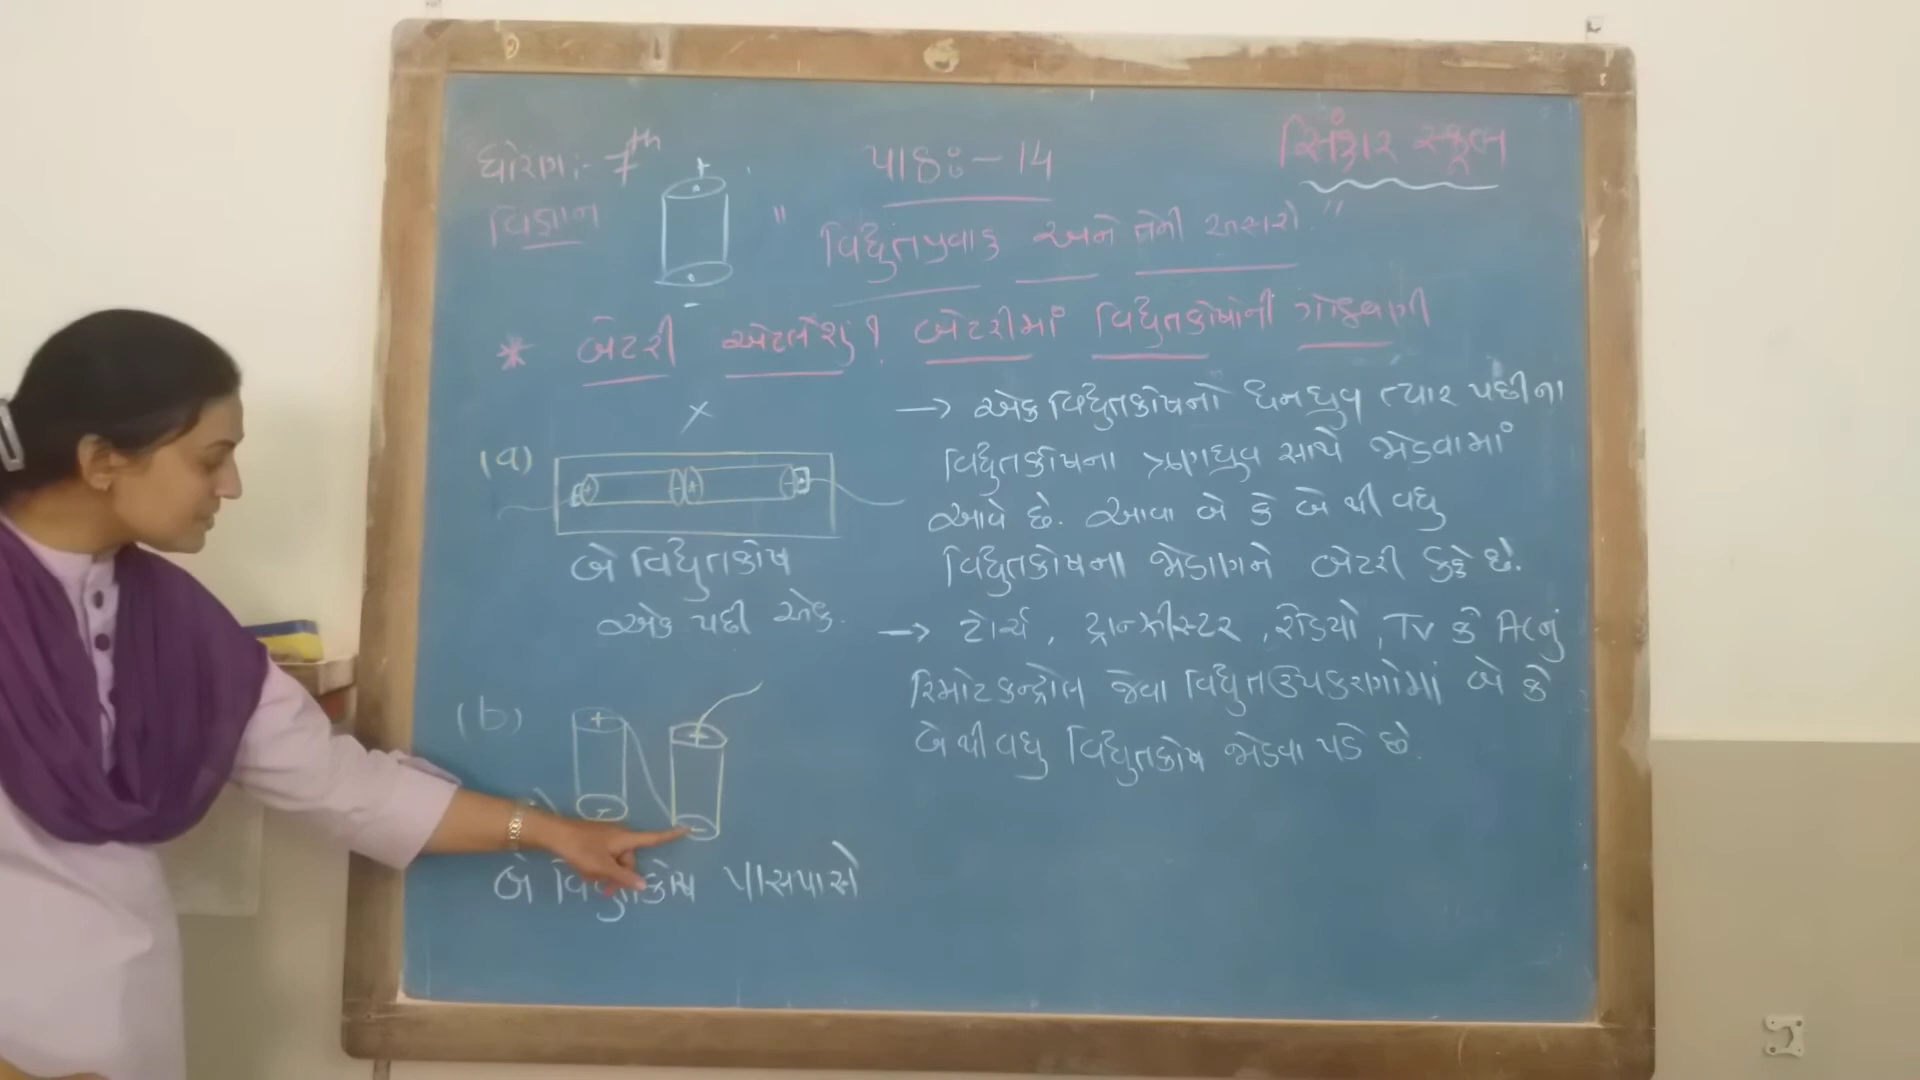 ધોરણ:- 7th
પાઠઃ- 14
સ્કૂલ
વિજ્ઞાન
" વિદ્યુતપ્રવાહ અને તેની અસરો. "
* બેટરી એટલે શું? બેટરીમાં વિદ્યુતકોષોની ગોઠવણી
(a)
બે વિદ્યુતકોષ
એક પછી એક.
(b)
બે વિદ્યુતકોષ પાસપાસે
→ એક વિદ્યુતકોષનો ધનધ્રુવ ત્યાર પછીના
વિદ્યુતકોષના ઋણધ્રુવ સાથે જોડવામાં
આવે છે. આવા બે કે બે થી વધુ
વિદ્યુતકોષના જોડાણને બેટરી કહે છે.
→ ટોર્ચ, ટ્રાન્ઝીસ્ટર, રેડિયો, TV કે ACનું
રિમોટકન્ટ્રોલ જેવા વિદ્યુતઉપકરણોમાં બે કે
બે થી વધુ વિદ્યુતકોષ જોડવા પડે છે.